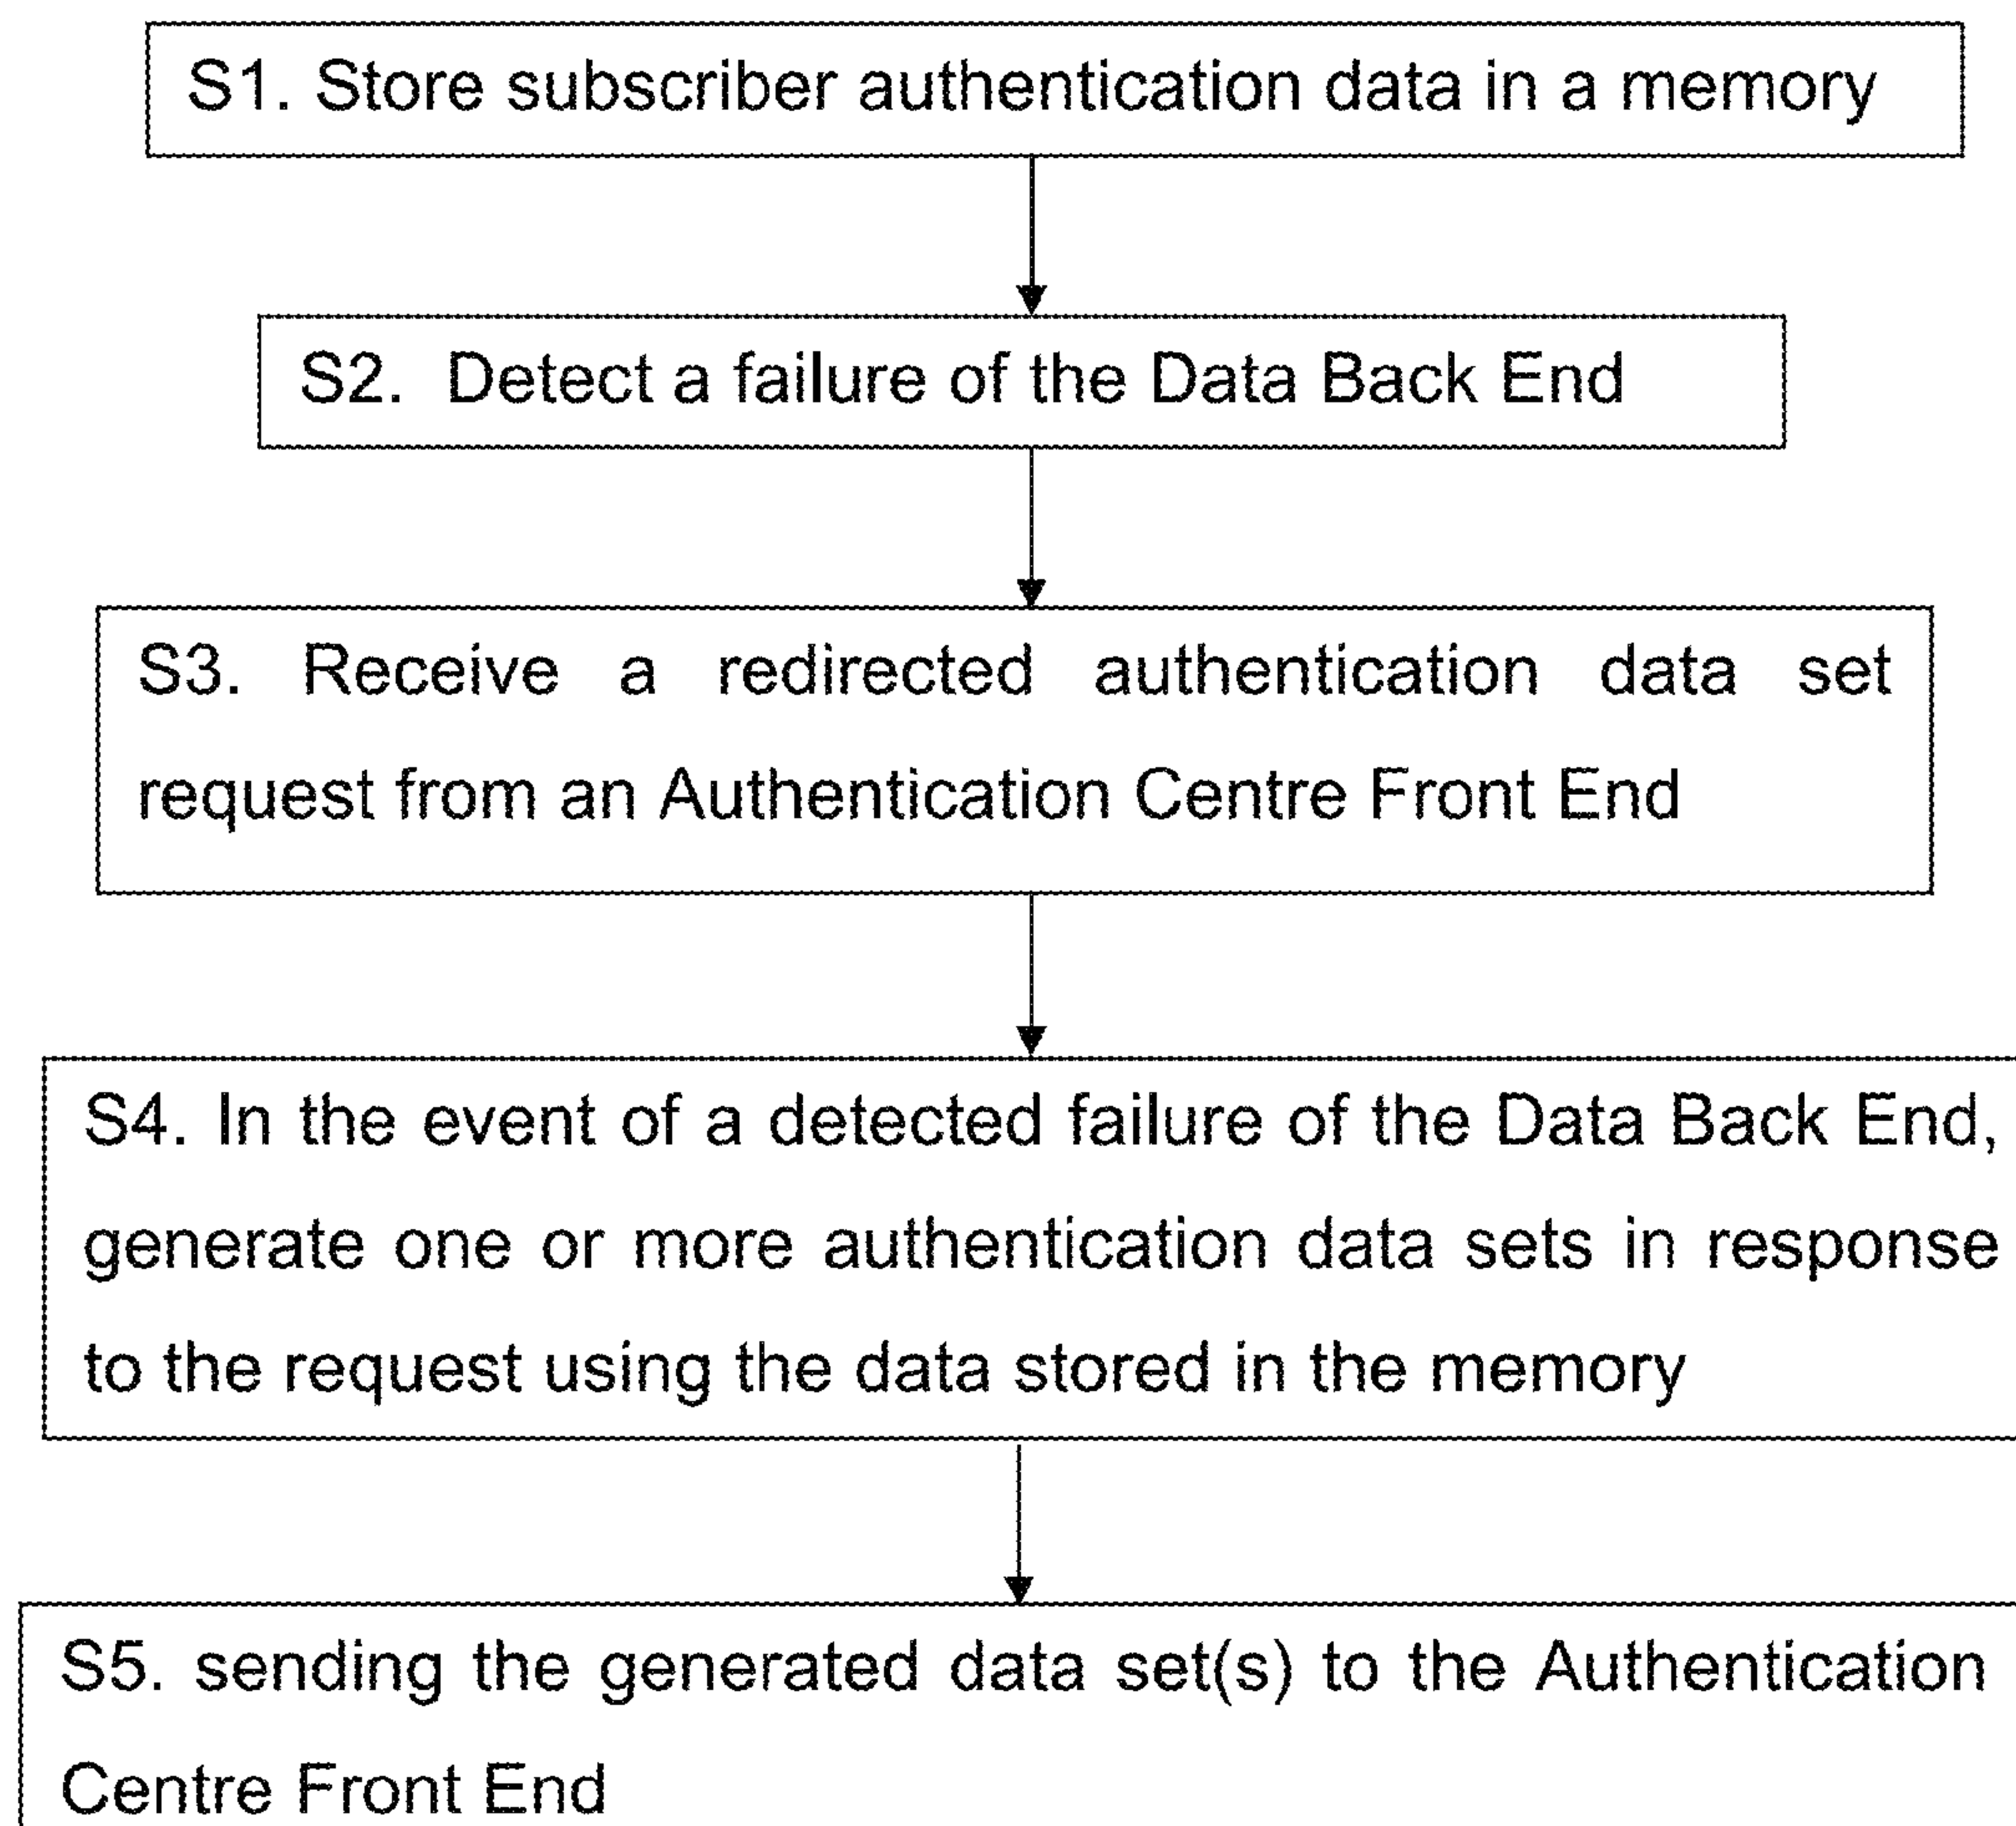 S1. Store subscriber authentication data in a memory
S2. Detect a failure of the Data Back End
S3. Receive a redirected authentication data set
request from an Authentication Centre Front End
S4. In the event of a detected failure of the Data Back End,
generate one or more authentication data sets in response
to the request using the data stored in the memory
S5. sending the generated data set(s) to the Authentication
Centre Front End